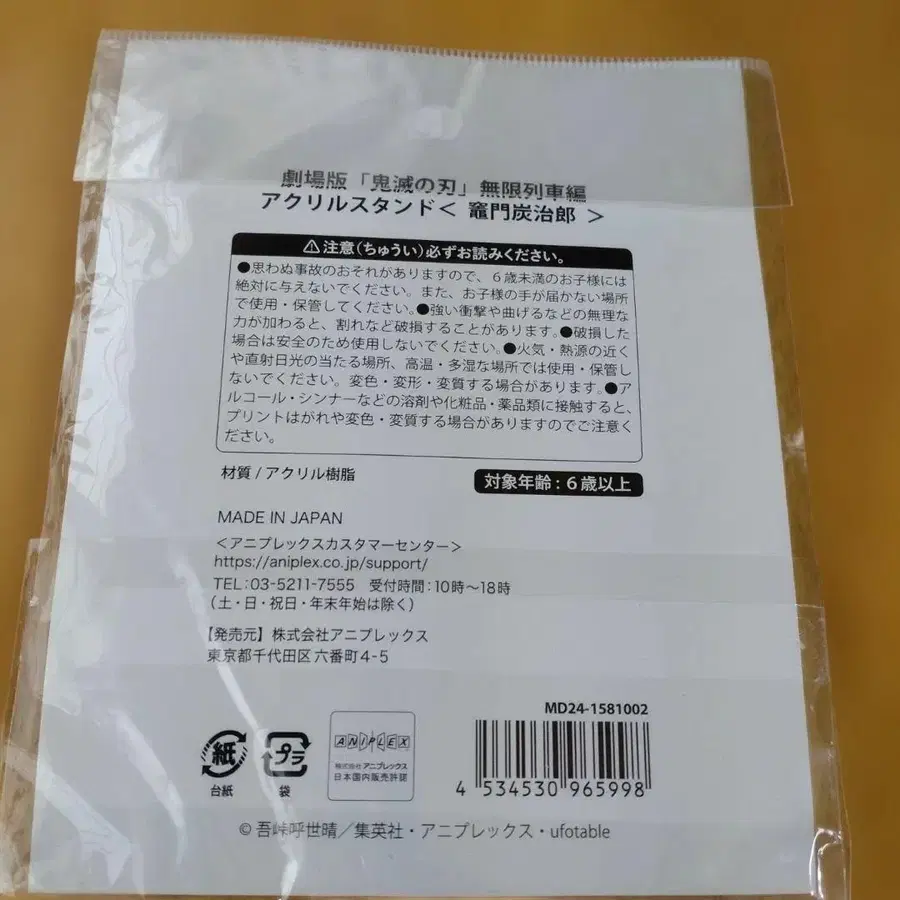 劇場版「鬼滅の刃」無限列車編
アクリルスタンド＜ 竈門炭治郎 ＞
⚠注意（ちゅうい）必ずお読みください。
●思わぬ事故のおそれがありますので、６歳未満のお子様には
絶対に与えないでください。また、お子様の手が届かない場所
で使用・保管してください。●強い衝撃や曲げるなどの無理な
力が加わると、割れなど破損することがあります。●破損した
場合は安全のため使用しないでください。●火気・熱源の近く
や直射日光の当たる場所、高温・多湿な場所では使用・保管し
ないでください。変色・変形・変質する場合があります。●ア
ルコール・シンナーなどの溶剤や化粧品・薬品類に接触すると、
プリントはがれや変色・変質する場合がありますのでご注意く
ださい。
材質 / アクリル樹脂
対象年齢：６歳以上
MADE IN JAPAN
＜アニプレックスカスタマーセンター＞
https://aniplex.co.jp/support/
TEL：03-5211-7555　受付時間：10時～18時
（土・日・祝日・年末年始は除く）
【発売元】株式会社アニプレックス
東京都千代田区六番町4-5
MD24-1581002
紙
台紙
プラ
袋
ANIPLEX
株式会社 アニプレックス
日本国内販売許諾
4 534530 965998
© 吾峠呼世晴／集英社・アニプレックス・ufotable